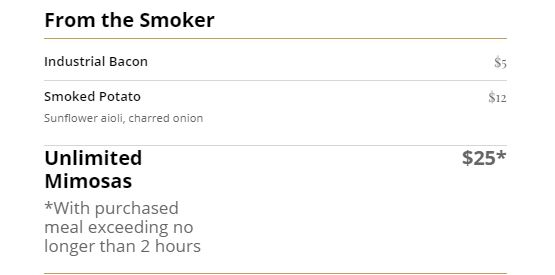 From the Smoker
Industrial Bacon $5
Smoked Potato $12
Sunflower aioli, charred onion
Unlimited $25*
Mimosas
*With purchased
meal exceeding no
longer than 2 hours